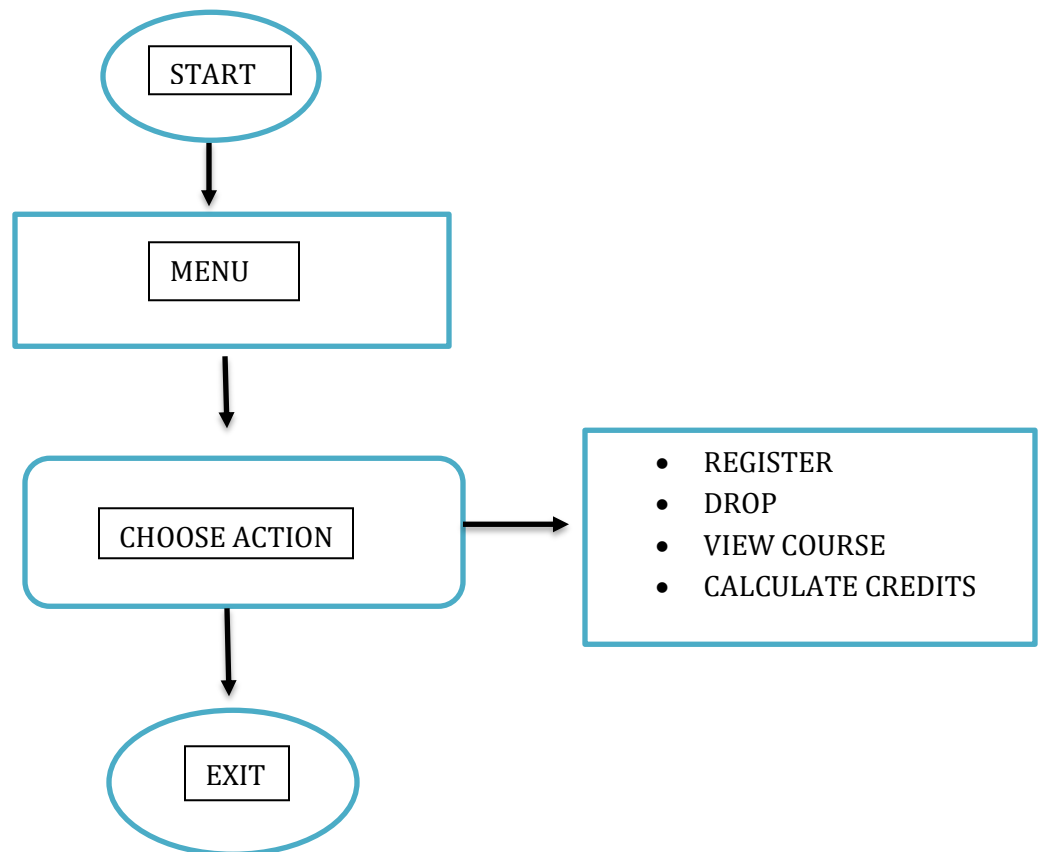 START
MENU
CHOOSE ACTION
• REGISTER
• DROP
• VIEW COURSE
• CALCULATE CREDITS
EXIT